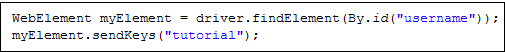 WebElement myElement = driver.findElement(By.id("username"));
myElement.sendKeys("tutorial");